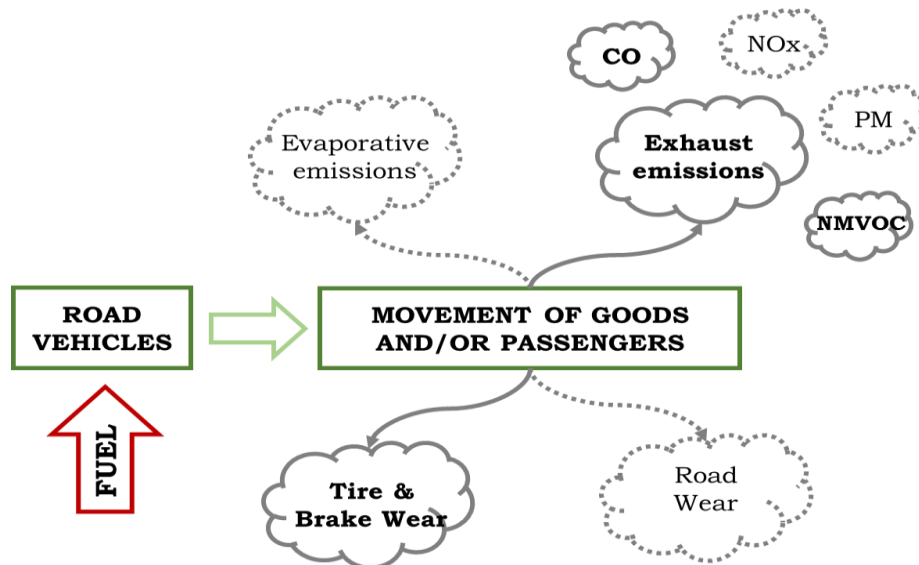 CO
NOx
PM
Evaporative
emissions
Exhaust
emissions
NMVOC
ROAD
VEHICLES
MOVEMENT OF GOODS
AND/OR PASSENGERS
FUEL
Tire &
Brake Wear
Road
Wear